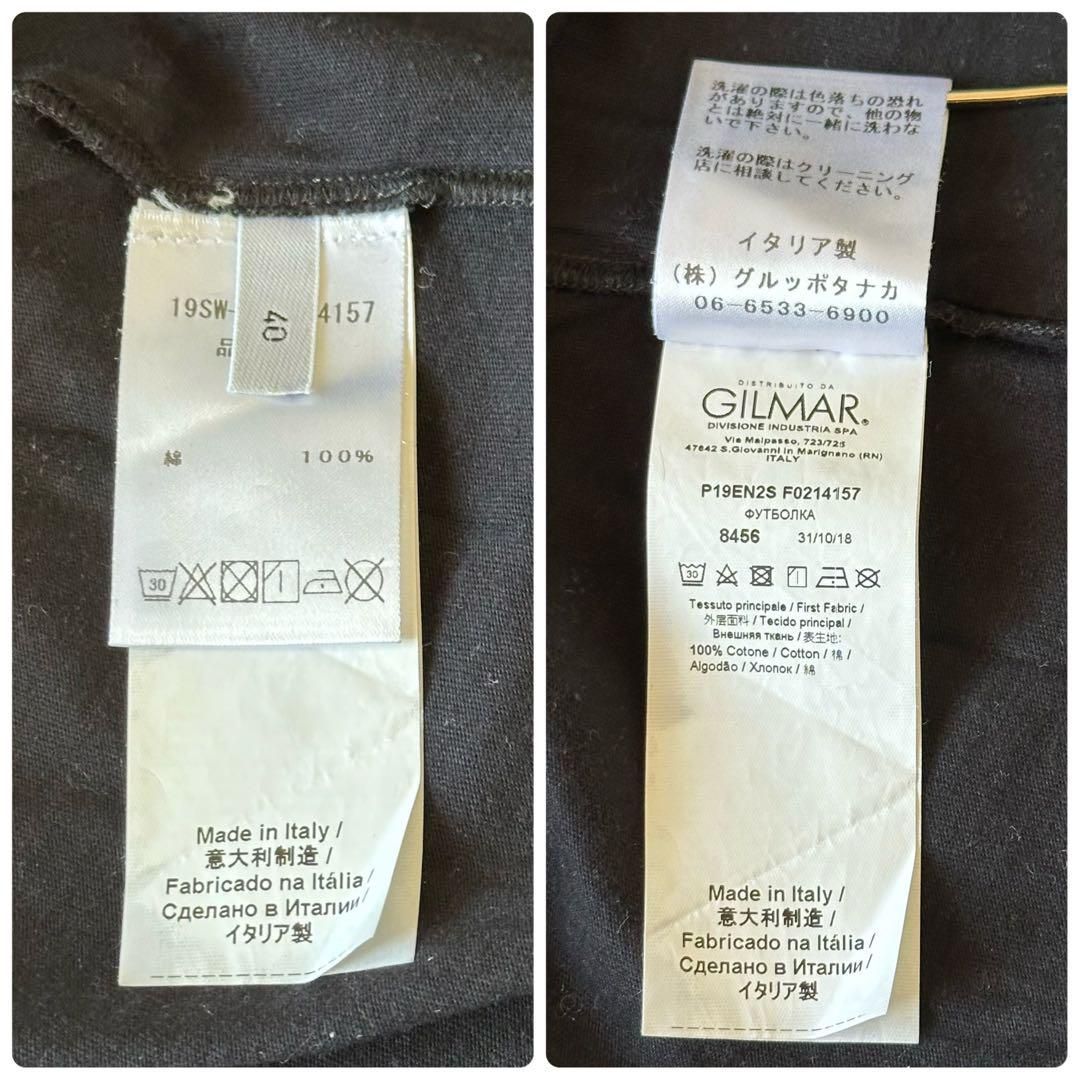 19SW-
4157
40
品
綿 100%
30
Made in Italy /
意大利制造 /
Fabricado na Itália /
Сделано в Италии /
イタリア製
洗濯の際は色落ちの恐れ
がありますので、他の物
とは絶対に一緒に洗わな
いで下さい。
洗濯の際はクリーニング
店に相談してください。
イタリア製
(株) グルッポタナカ
06-6533-6900
DISTRIBUITO DA
GILMAR®
DIVISIONE INDUSTRIA SPA
Via Malpasso, 723/725
47842 S.Giovanni in Marignano (RN)
ITALY
P19EN2S F0214157
ФУТБОЛКА
8456 31/10/18
30
Tessuto principale / First Fabric /
外层面料 / Tecido principal /
Внешняя ткань / 表生地:
100% Cotone / Cotton / 棉 /
Algodão / Хлопок / 綿
Made in Italy /
意大利制造 /
Fabricado na Itália /
Сделано в Италии /
イタリア製